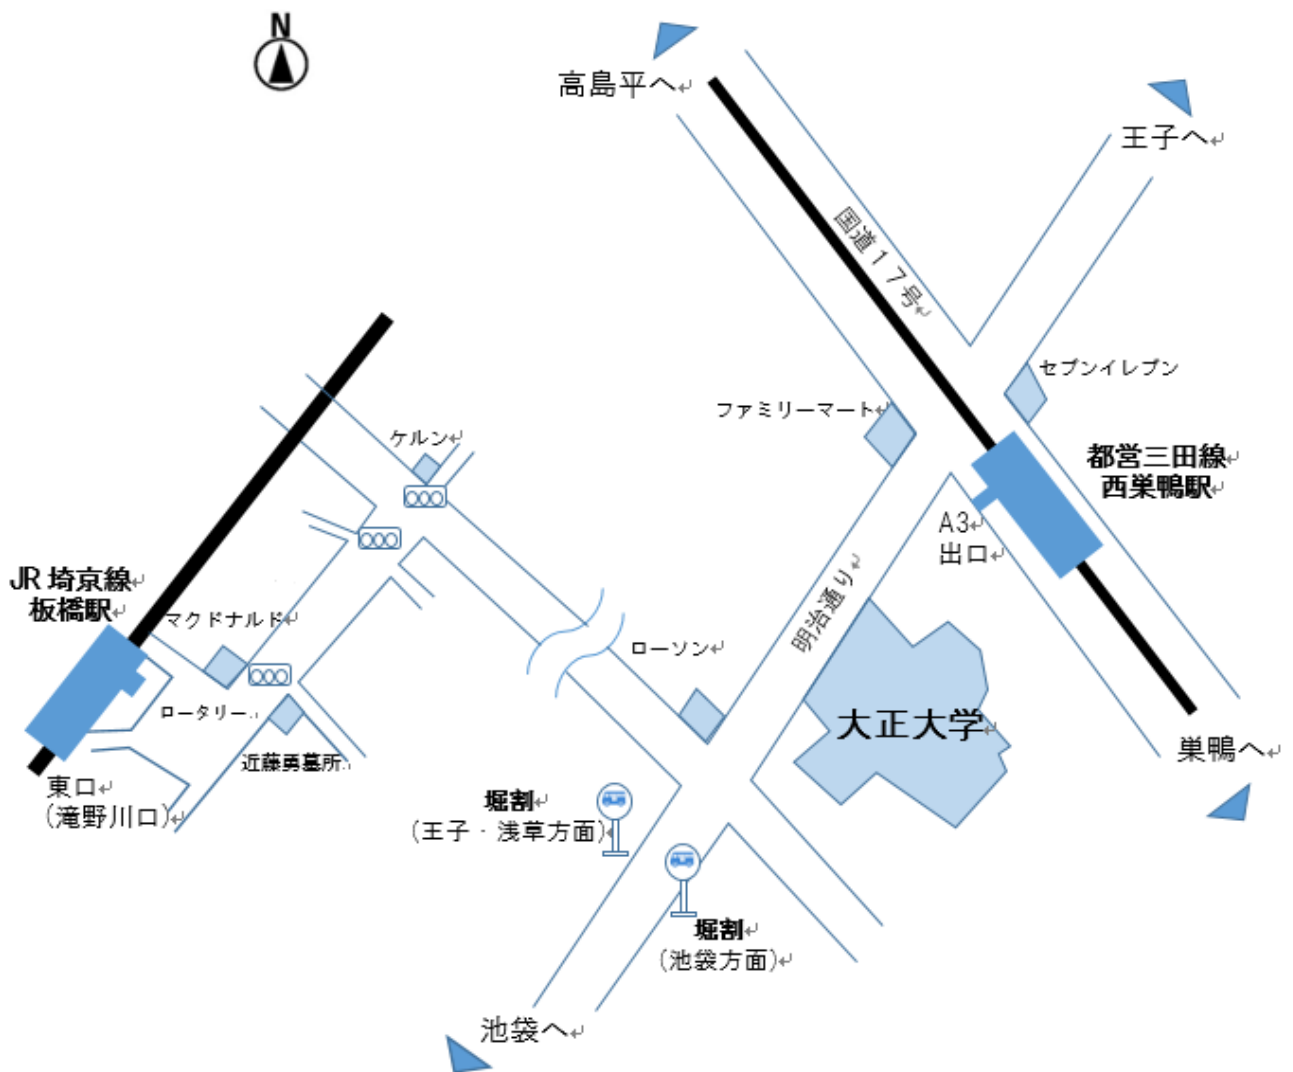 N
高島平へ
王子へ
国道１７号
セブンイレブン
ファミリーマート
ケルン
都営三田線
西巣鴨駅
A3
出口
JR 埼京線
板橋駅
マクドナルド
明治通り
ローソン
ロータリー
大正大学
近藤勇墓所
巣鴨へ
東口
(滝野川口)
堀割
(王子・浅草方面)
堀割
(池袋方面)
池袋へ